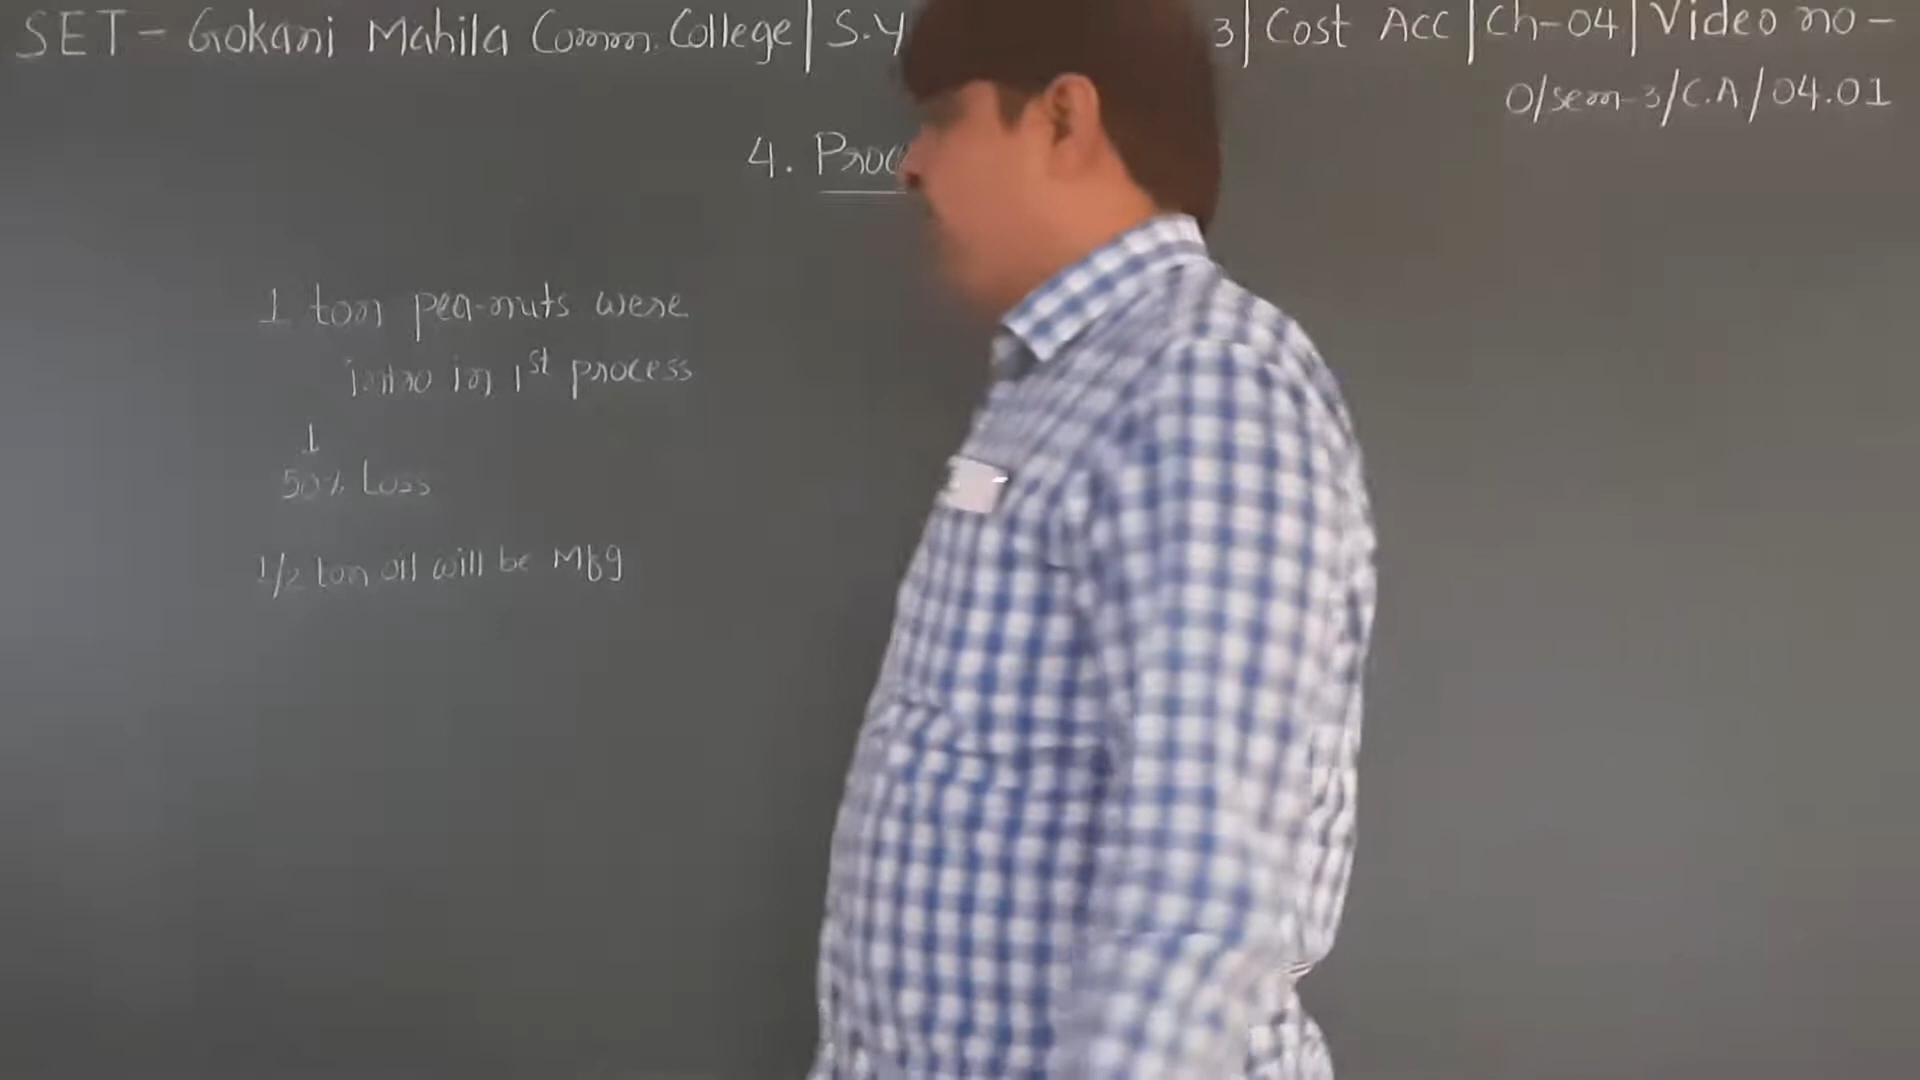 SET - Gokani Mahila Comm. College | S.Y 3 | Cost Acc | Ch-04 | Video no -
0/sem-3/C.A/04.01
4. Proc
1 ton pea-nuts were
intro in 1st process
1
50% Loss
1/2 ton oil will be Mfg